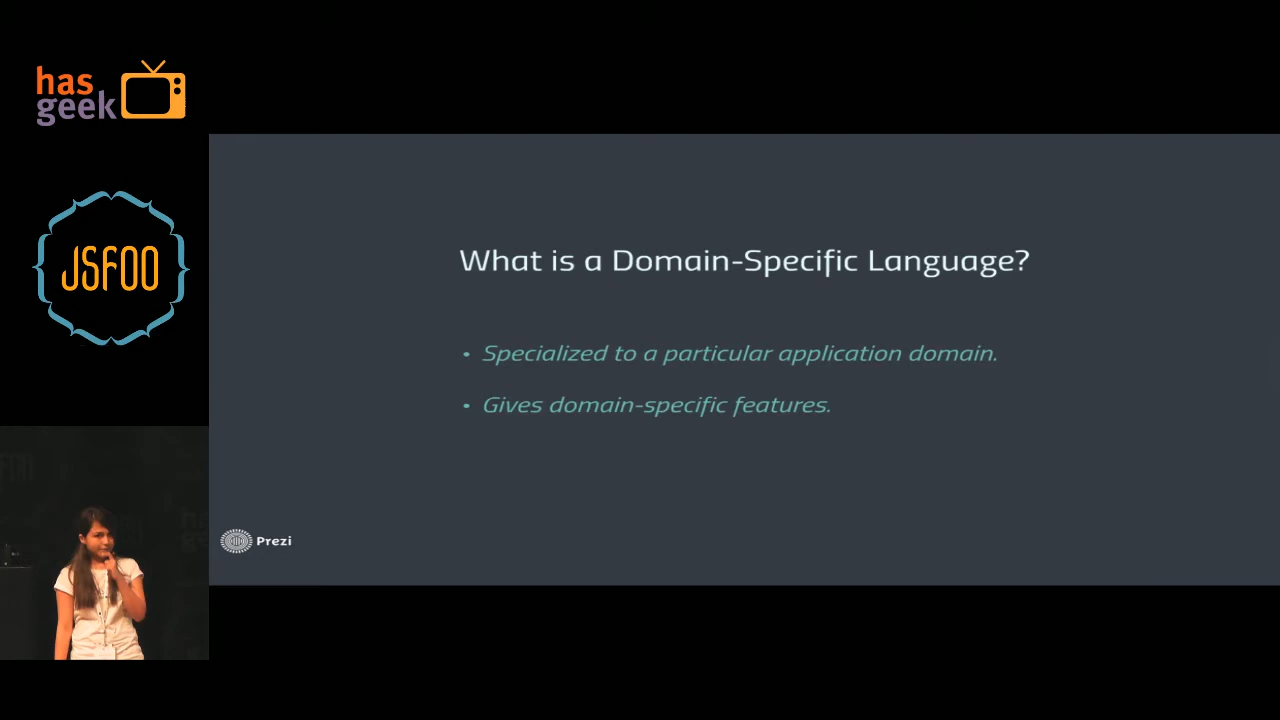 has
geek
JSFOO
What is a Domain-Specific Language?
• Specialized to a particular application domain.
• Gives domain-specific features.
Prezi